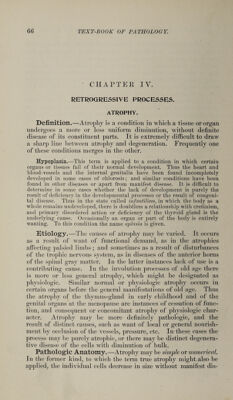 66 TEXT-BOOK OF PATHOLOGY.
CHAPTER IV.
RETROGRESSIVE PROCESSES.
ATROPHY.
Definition.—Atrophy is a condition in which a tissue or organ
undergoes a more or less uniform diminution, without definite
disease of its constituent parts. It is extremely difficult to draw
a sharp line between atrophy and degeneration. Frequently one
of these conditions merges in the other.
Hypoplasia.—This term is applied to a condition in which certain
organs or tissues fail of their normal development. Thus the heart and
blood-vessels and the internal genitalia have been found incompletely
developed in some cases of chlorosis; and similar conditions have been
found in other diseases or apart from manifest disease. It is difficult to
determine in some cases whether the lack of development is purely the
result of deficiency in the developmental processes or the result of congenital
disease. Thus in the state called infantilism, in which the body as a
whole remains undeveloped, there is doubtless a relationship with cretinism,
and primary disordered action or deficiency of the thyroid gland is the
underlying cause. Occasionally an organ or part of the body is entirely
wanting. To this condition the name aplasia is given.
Etiology.—The causes of atrophy may be varied. It occurs
as a result of want of functional demand, as in the atrophies
affecting palsied limbs; and sometimes as a result of disturbances
of the trophic nervous system, as in diseases of the anterior horns
of the spinal gray matter. In the latter instances lack of use is a
contributing cause. In the involution processes of old age there
is more or less general atrophy, which might be designated as
physiologic. Similar normal or physiologic atrophy occurs in
certain organs before the general manifestations of old age. Thus
the atrophy of the thymus-gland in early childhood and of the
genital organs at the menopause are instances of cessation of func-
tion, and consequent or concomitant atrophy of physiologic char-
acter. Atrophy may be more definitely pathologic, and the
result of distinct causes, such as want of local or general nourish-
ment by occlusion of the vessels, pressure, etc. In these cases the
process may be purely atrophic, or there may be distinct degenera-
tive disease of the cells with diminution of bulk.
Pathologic Anatomy.—Atrophy may be simple or numerical.
In the former kind, to which the term true atrophy might also be
applied, the individual cells decrease in size without manifest dis-